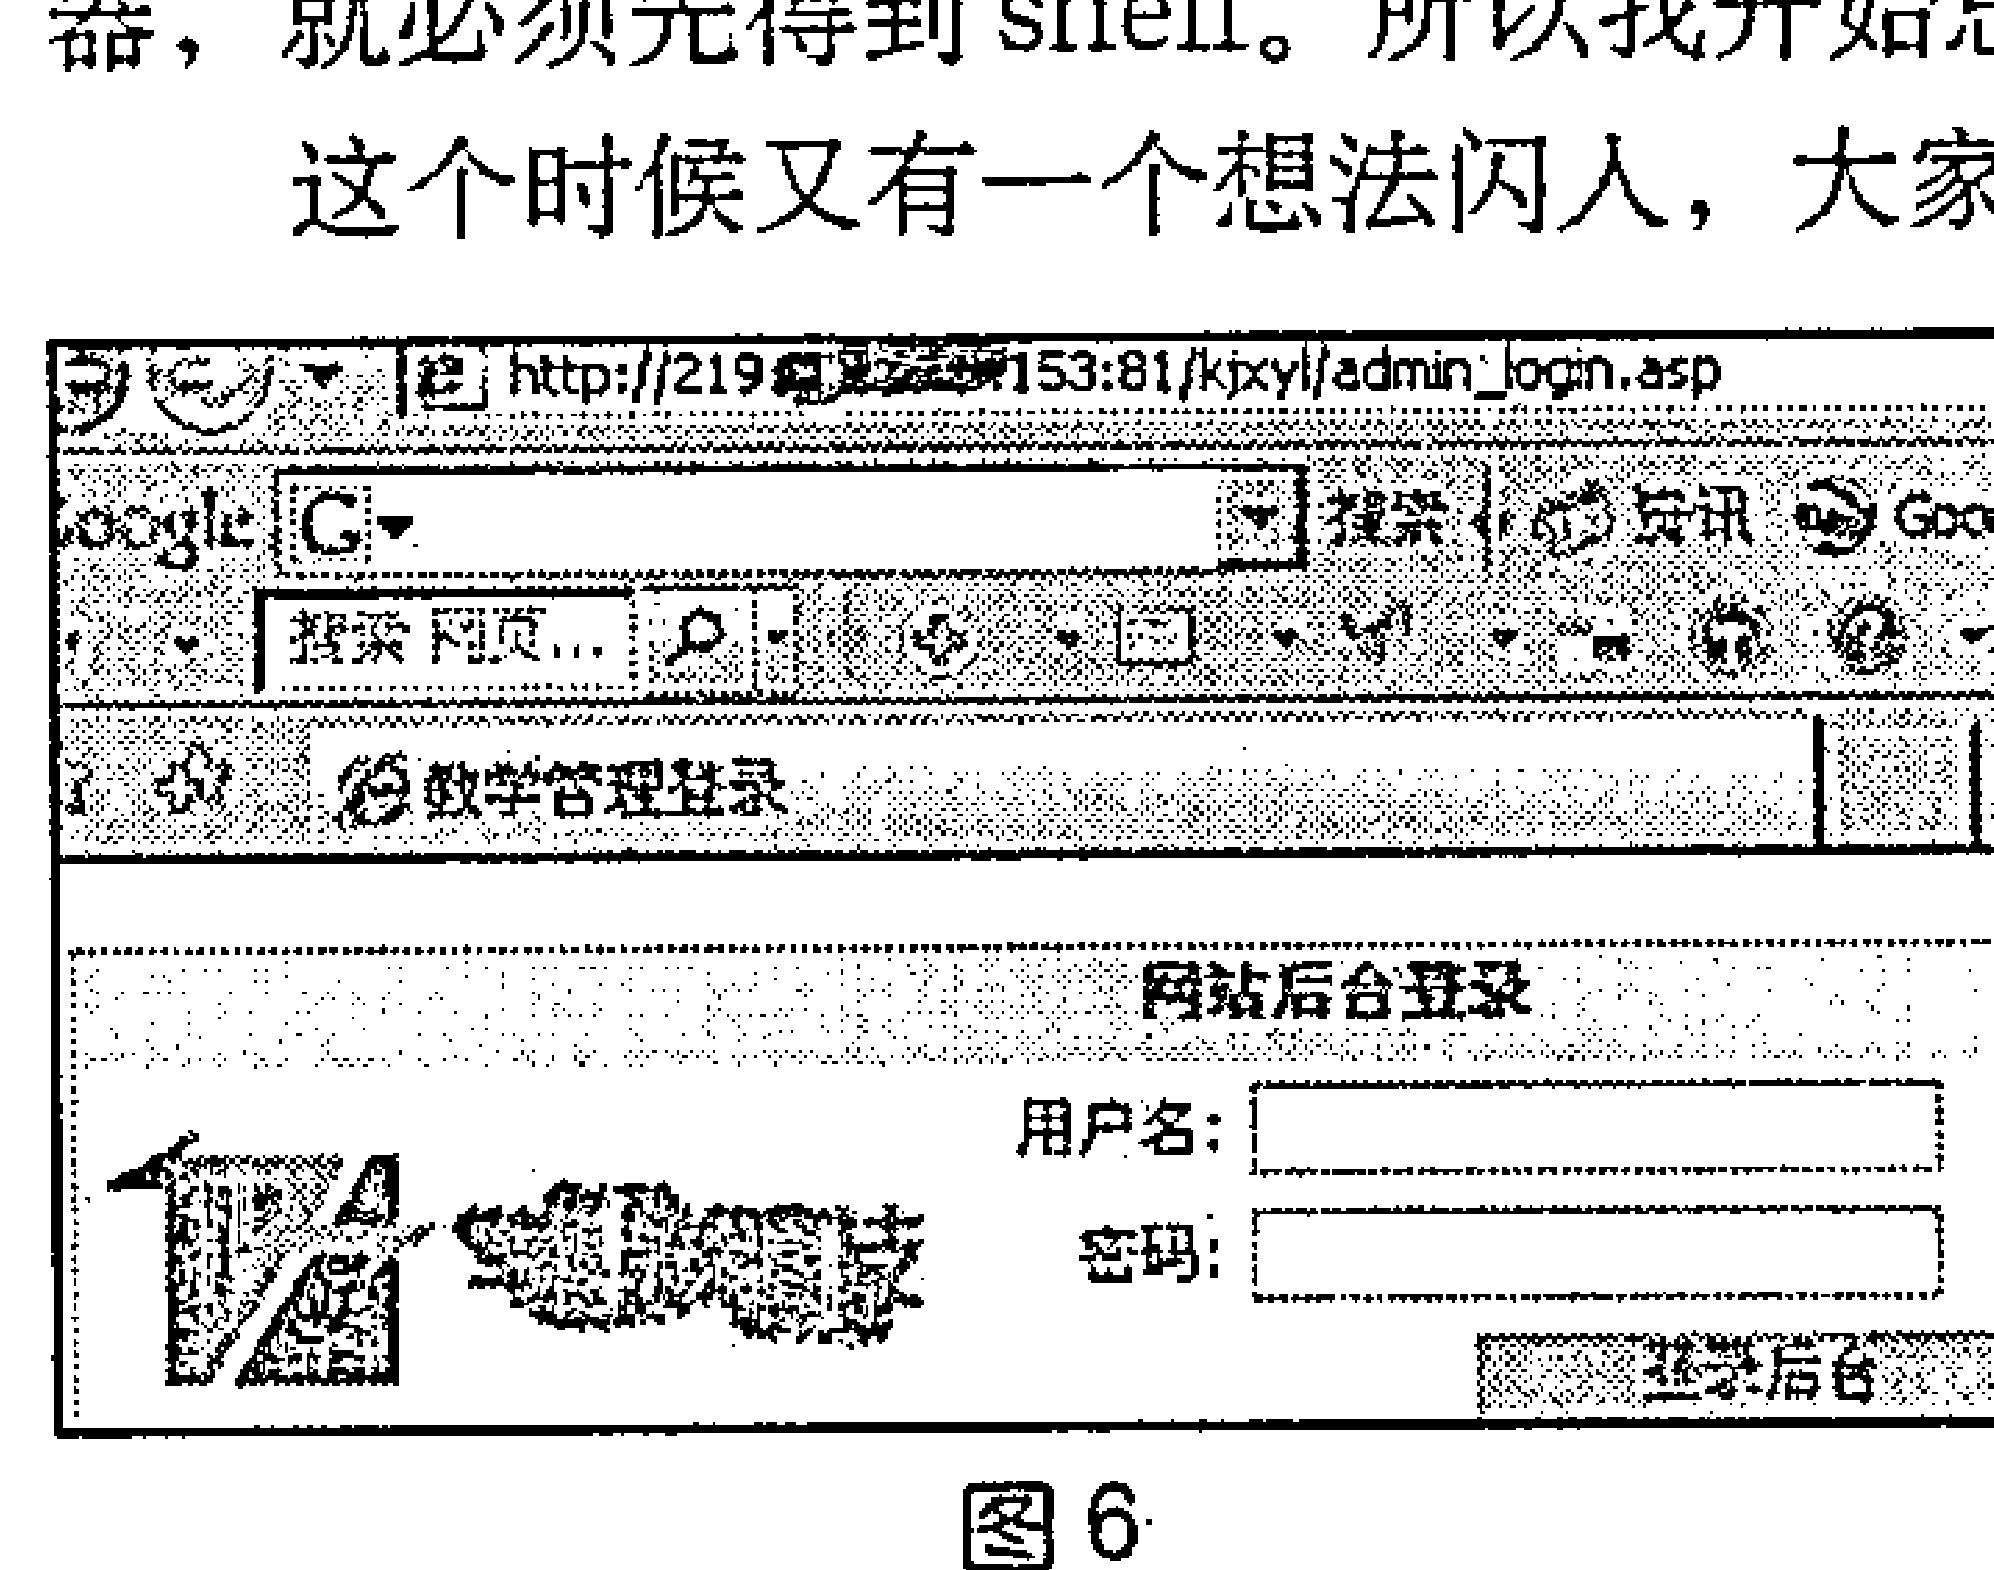 器，就必须先得到 shell。所以我开始
这个时候又有一个想法闪人，大家
http://219. .153:81/kjxyl/admin_login.asp
oogle G 搜索 资讯 Goo
搜索 网页...
教学管理登录
网站后台登录
用户名：
密码：
登录后台
图 6